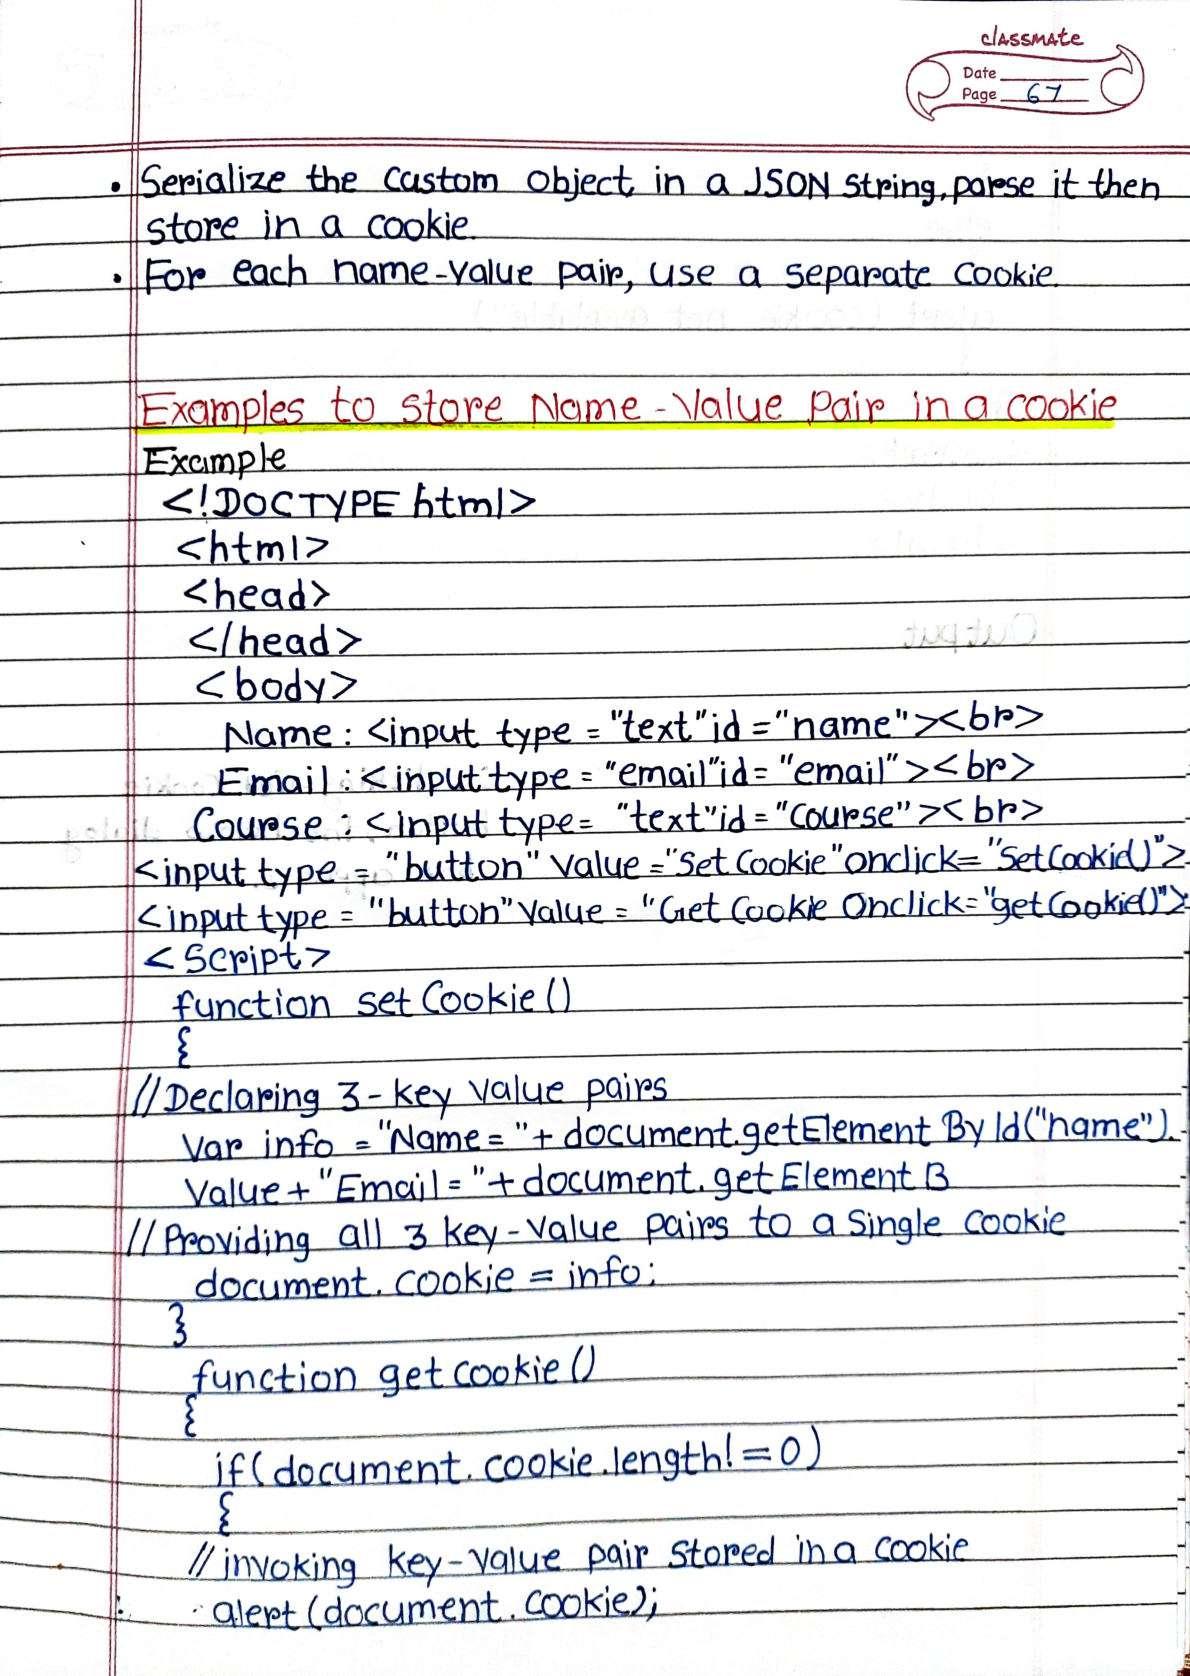 classmate
Date
Page 67
• Serialize the custom object in a JSON string, parse it then
store in a cookie.
• For each name-value pair, use a separate cookie.
Examples to store Name-Value Pair in a cookie
Example
<!DOCTYPE html>
<html>
<head>
</head>
<body>
Name : <input type = "text"id ="name"><br>
Email : <input type = "email"id= "email"><br>
Course : <input type= "text"id = "Course"><br>
<input type = "button" Value ="Set Cookie"onclick= "SetCookie()">
<input type = "button"Value = "Get Cookie Onclick="getCookie()">
<Script>
function set Cookie ()
{
//Declaring 3-key value pairs
Var info ="Name="+ document.getElement By Id("name").
Value+"Email="+document.get Element B
//Providing all 3 key-Value pairs to a Single cookie
document. cookie = info;
}
function get cookie ()
{
if(document. cookie.length!=0)
{
//invoking key-value pair stored in a cookie
alert (document. cookie);